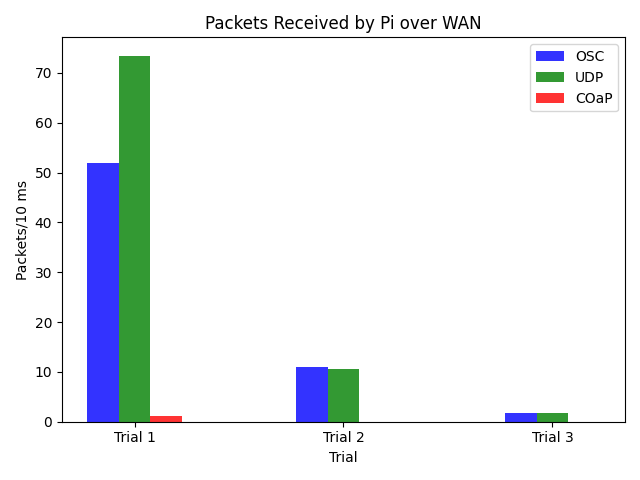 Packets Received by Pi over WAN
OSC
UDP
COaP
70
60
50
40
30
20
10
0
Packets/10 ms
Trial 1
Trial 2
Trial 3
Trial